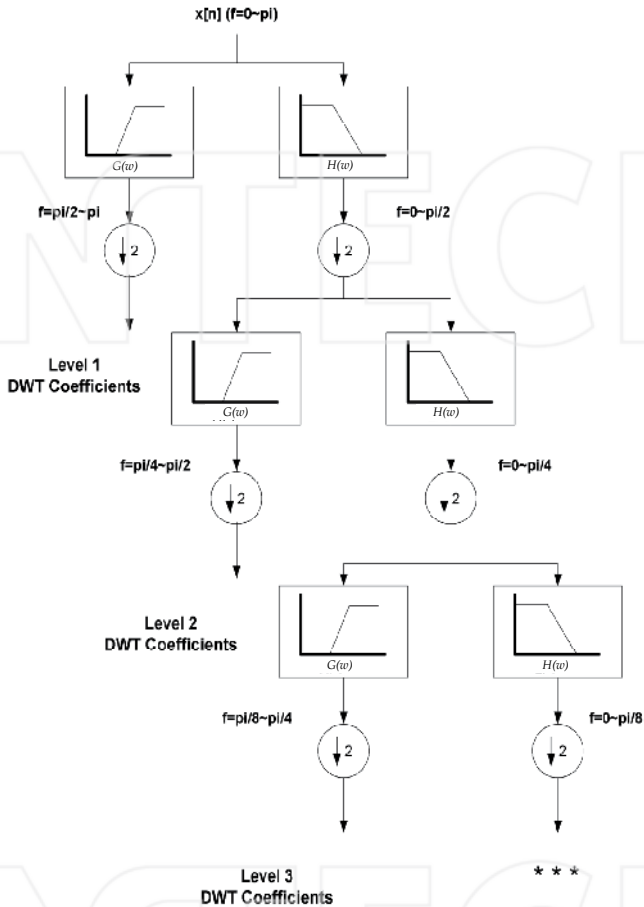 x[n] (f=0~pi)
G(w)
H(w)
f=pi/2~pi
f=0~pi/2
2
2
Level 1
DWT Coefficients
G(w)
H(w)
f=pi/4~pi/2
f=0~pi/4
2
2
Level 2
DWT Coefficients
G(w)
H(w)
f=pi/8~pi/4
f=0~pi/8
2
2
Level 3
DWT Coefficients
* * *